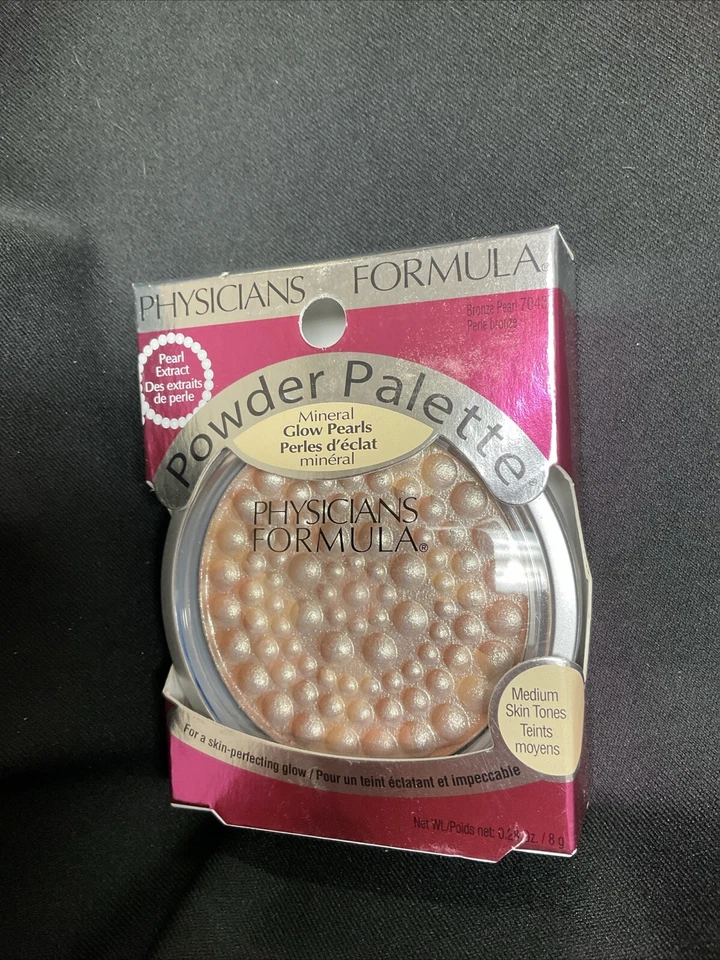 PHYSICIANS FORMULA®
Bronze Pearl 7043
Perle bronze
Pearl
Extract
Des extraits
de perle
Powder Palette®
Mineral
Glow Pearls
Perles d'éclat
minéral
PHYSICIANS
FORMULA®
Medium
Skin Tones
Teints
moyens
For a skin-perfecting glow / Pour un teint éclatant et impeccable
Net Wt./Poids net: oz. / 8 g